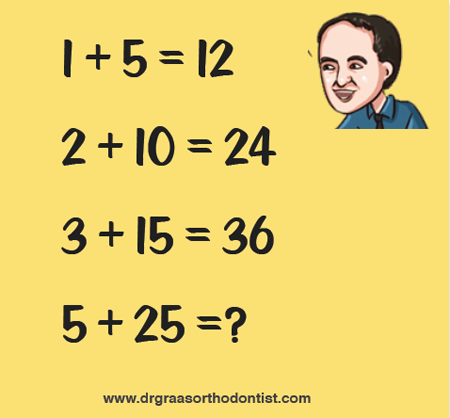 1 + 5 = 12
2 + 10 = 24
3 + 15 = 36
5 + 25 =?
www.drgraasorthodontist.com